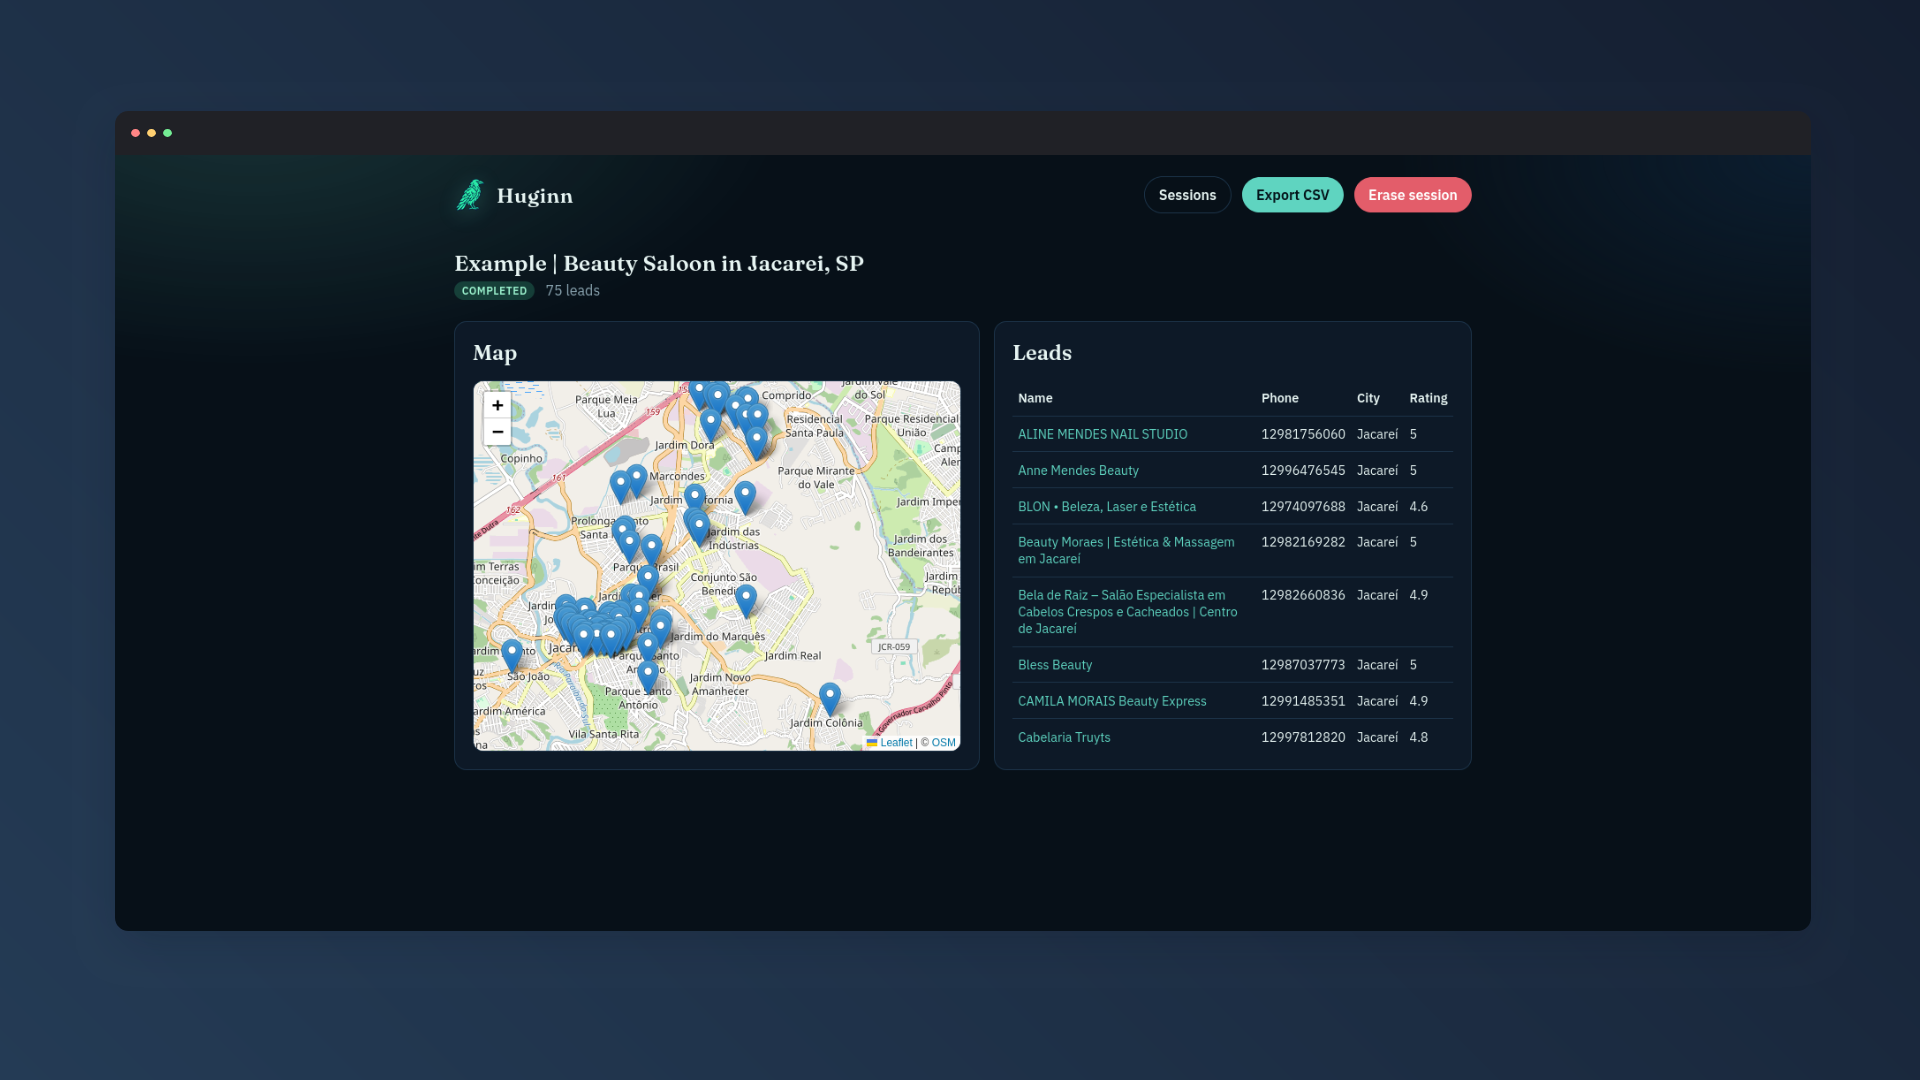 Huginn
Sessions
Export CSV
Erase session
Example | Beauty Saloon in Jacarei, SP
COMPLETED
75 leads
Map
+
−
Parque Meia
Lua
159
Comprido
do Sol
Residencial
Santa Paula
Parque Residencial
União
Jardim Dora
Copinho
161
Marcondes
Parque Mirante
do Vale
162
Jardim das
Indústrias
Jardim dos
Bandeirantes
Conjunto São
Jardim do Marquês
JCR-059
Jardim Real
São João
Jardim Novo
Amanhecer
Parque Santo
Antônio
Jardim Colônia
Vila Santa Rita
Leaflet | © OSM
Leads
Name Phone City Rating
ALINE MENDES NAIL STUDIO 12981756060 Jacareí 5
Anne Mendes Beauty 12996476545 Jacareí 5
BLON • Beleza, Laser e Estética 12974097688 Jacareí 4.6
Beauty Moraes | Estética & Massagem 12982169282 Jacareí 5
em Jacareí
Bela de Raiz – Salão Especialista em 12982660836 Jacareí 4.9
Cabelos Crespos e Cacheados | Centro
de Jacareí
Bless Beauty 12987037773 Jacareí 5
CAMILA MORAIS Beauty Express 12991485351 Jacareí 4.9
Cabelaria Truyts 12997812820 Jacareí 4.8